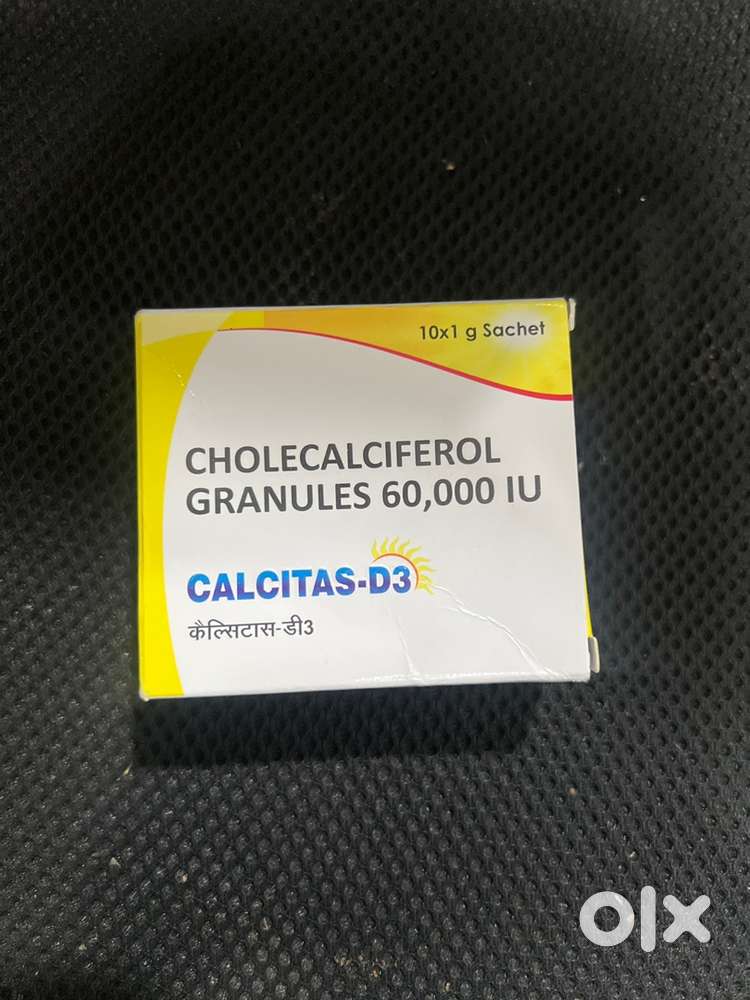 10x1 g Sachet
CHOLECALCIFEROL
GRANULES 60,000 IU
CALCITAS-D3
कैल्सिटास-डी3
olx